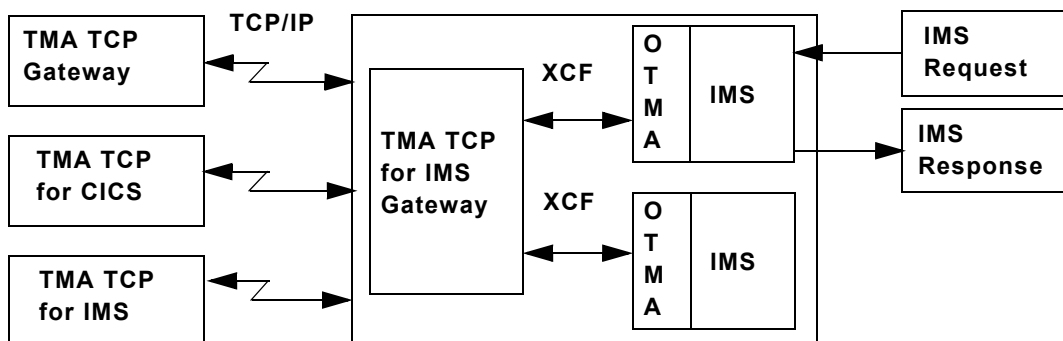 TMA TCP
Gateway
TCP/IP
TMA TCP
for CICS
TMA TCP
for IMS
TMA TCP
for IMS
Gateway
XCF
XCF
O
T
M
A
IMS
O
T
M
A
IMS
IMS
Request
IMS
Response